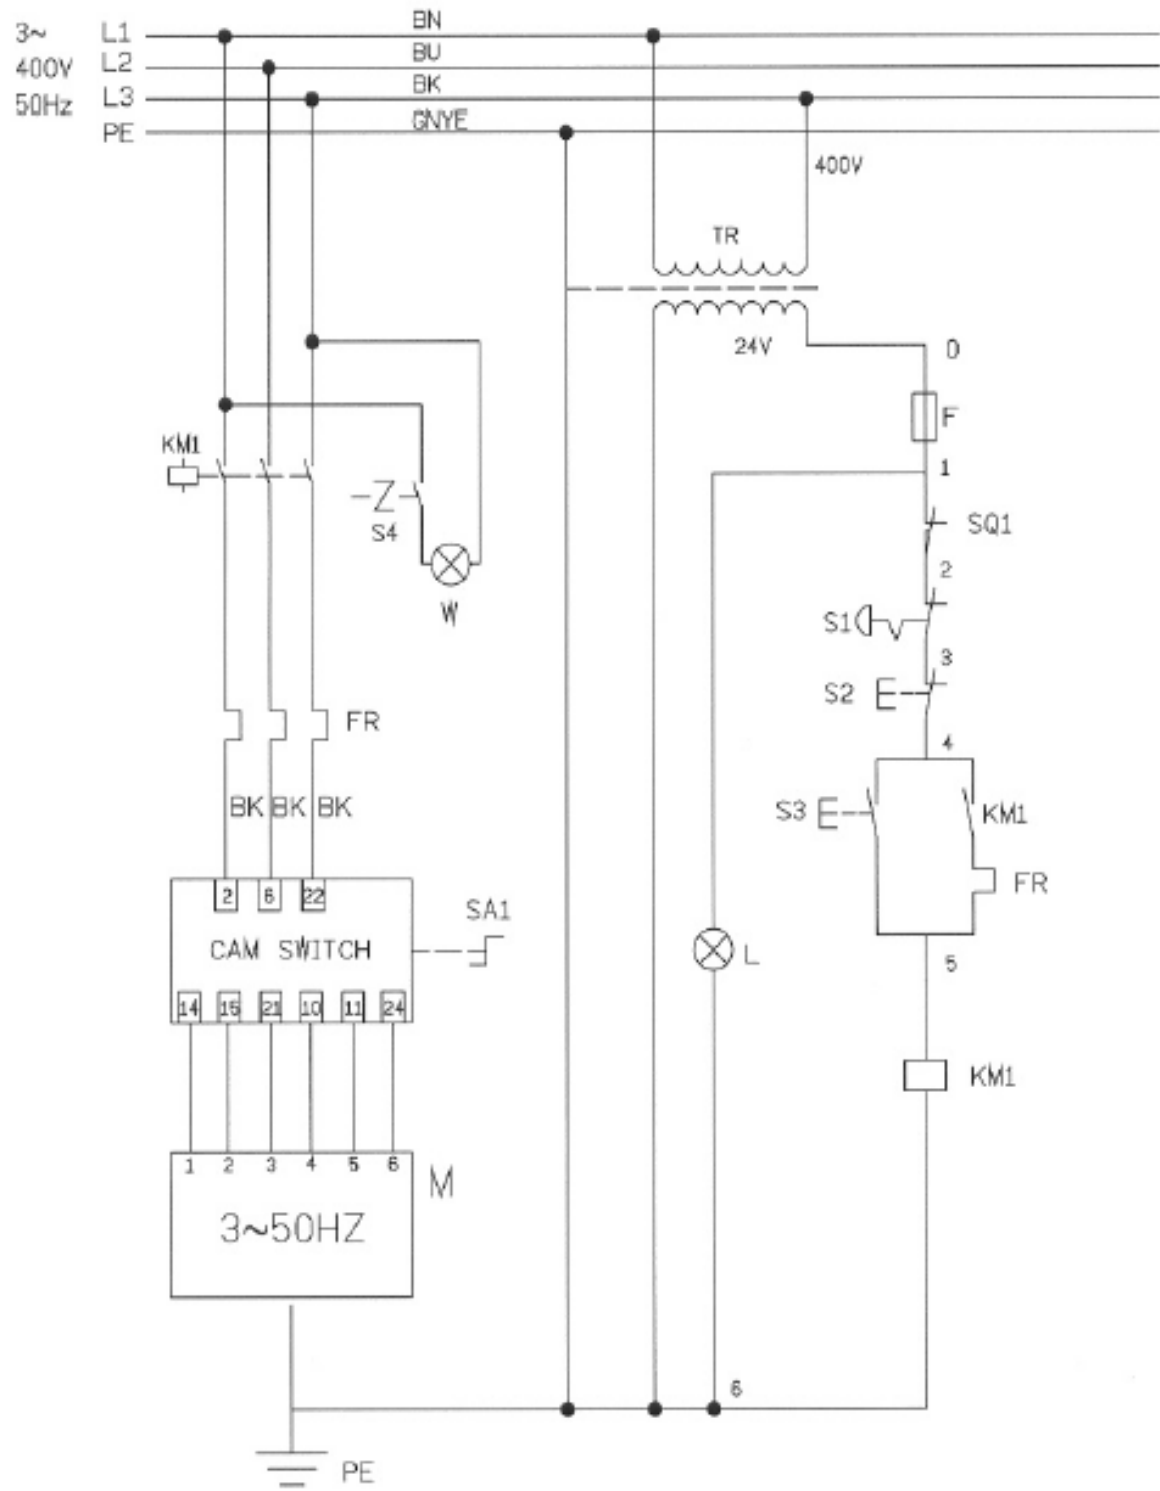 3~ L1 BN
400V L2 BU
50Hz L3 BK
PE GNYE
400V
TR
24V 0
F
KM1 1
S4 SQ1
2
W
S1
3
S2
FR
4
BK BK BK S3 KM1
2 6 22 FR
SA1
CAM SWITCH L
5
14 15 21 10 11 24
KM1
1 2 3 4 5 6
M
3~50HZ
6
PE